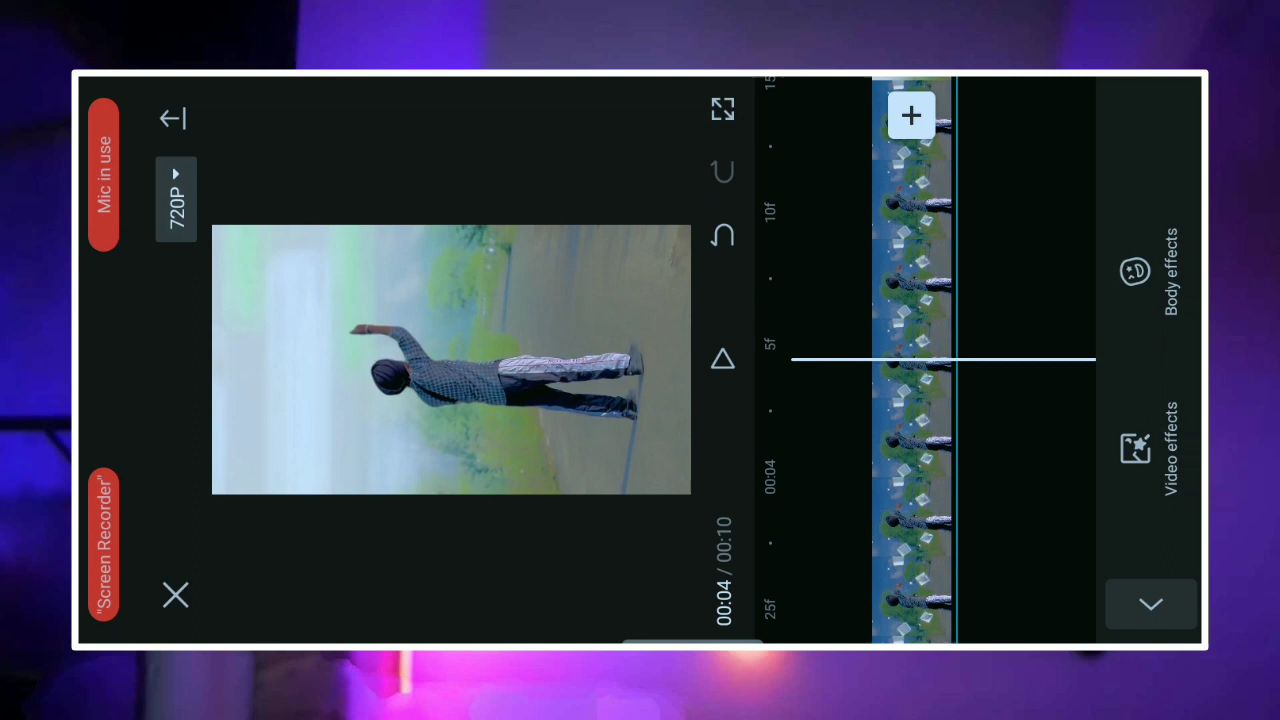 "Screen Recorder"
Mic in use
720P
00:04 / 00:10
25f
00:04
5f
10f
15
Video effects
Body effects